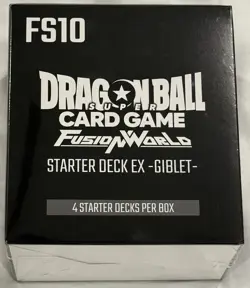 FS10
DRAGON BALL
SUPER
CARD GAME
FUSION WORLD
STARTER DECK EX -GIBLET-
4 STARTER DECKS PER BOX